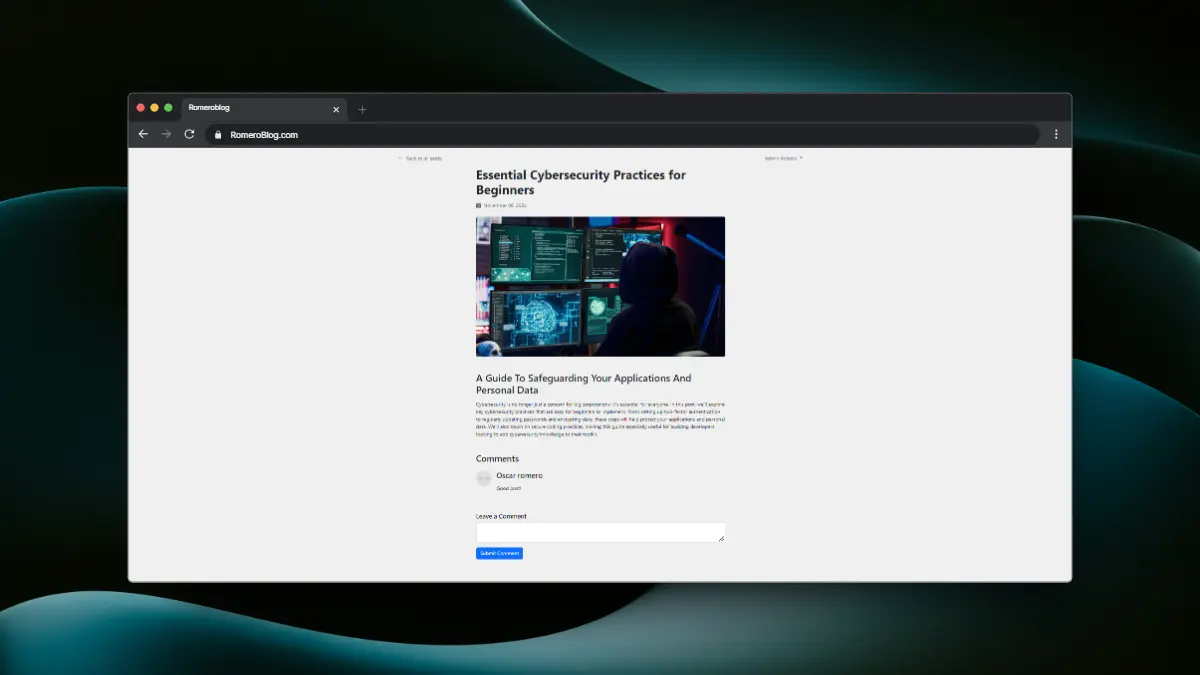 Romeroblog
RomeroBlog.com
← Back to all posts
Admin Actions
Essential Cybersecurity Practices for
Beginners
November 06, 2024
A Guide To Safeguarding Your Applications And
Personal Data
Cybersecurity is no longer just a concern for big corporations; it's essential for everyone. In this post, we'll explore
key cybersecurity practices that are easy for beginners to implement. From setting up two-factor authentication
to regularly updating passwords and encrypting data, these steps will help protect your applications and personal
data. We'll also touch on secure coding practices, making this guide especially useful for budding developers
looking to add cybersecurity knowledge to their toolkit.
Comments
Oscar romero
Good post!
Leave a Comment
Submit Comment